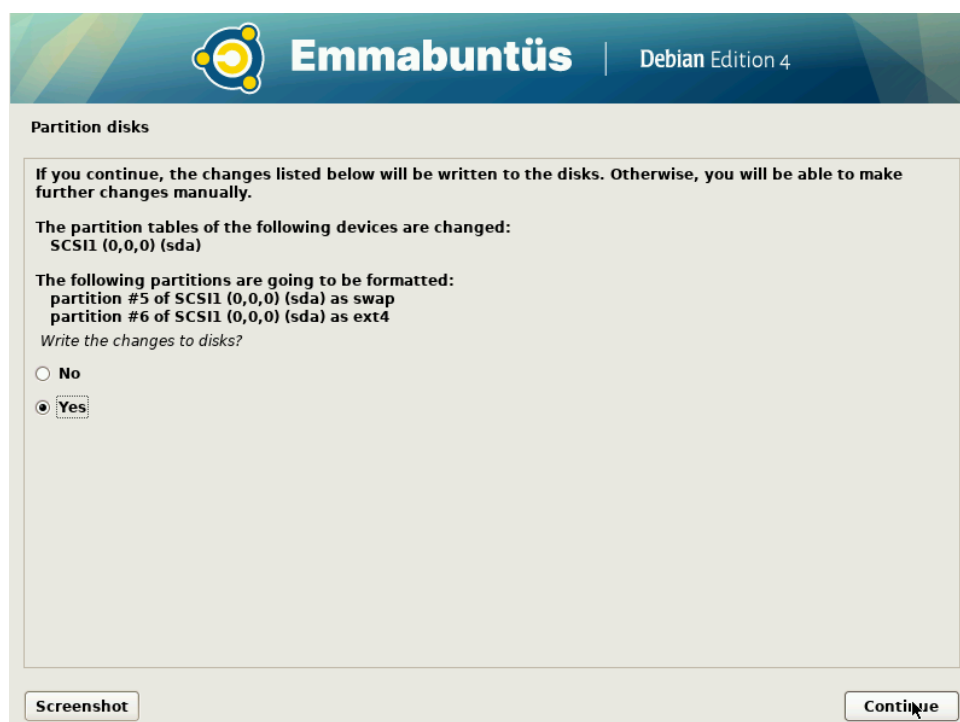 Emmabuntüs | Debian Edition 4
Partition disks
If you continue, the changes listed below will be written to the disks. Otherwise, you will be able to make
further changes manually.
The partition tables of the following devices are changed:
SCSI1 (0,0,0) (sda)
The following partitions are going to be formatted:
partition #5 of SCSI1 (0,0,0) (sda) as swap
partition #6 of SCSI1 (0,0,0) (sda) as ext4
Write the changes to disks?
No
Yes
Screenshot
Continue